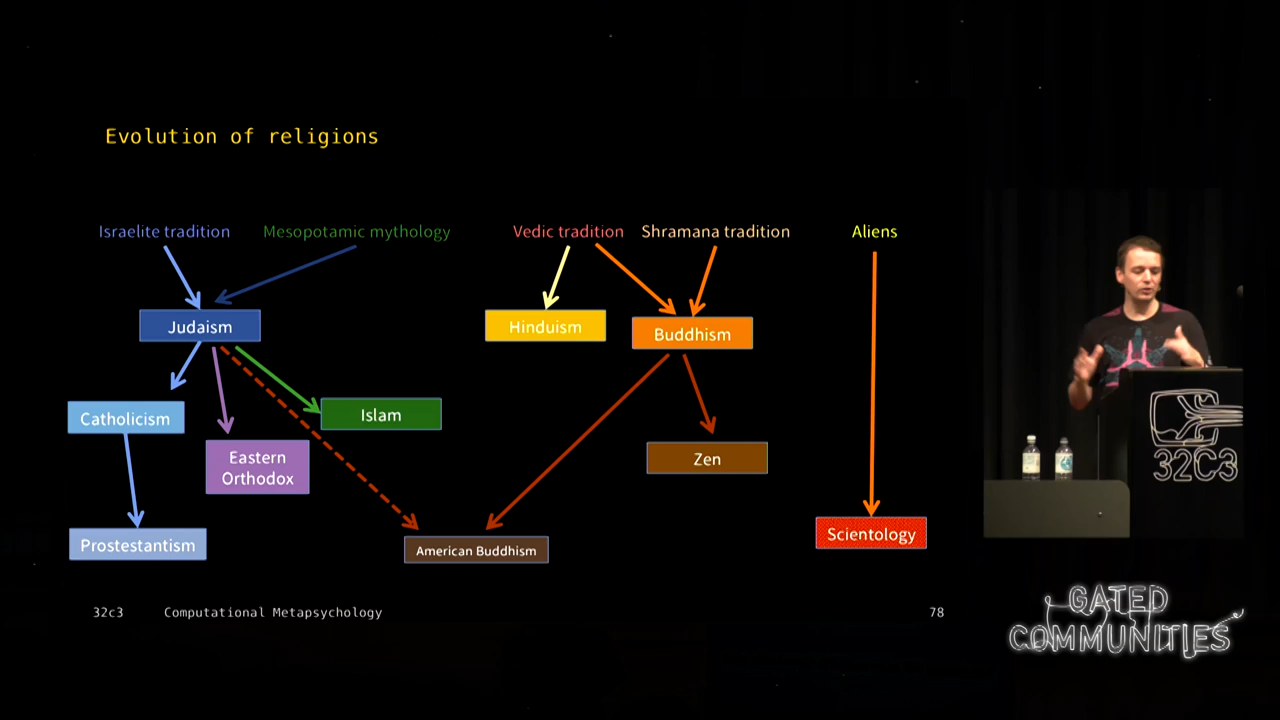 Evolution of religions
Israelite tradition
Mesopotamic mythology
Vedic tradition
Shramana tradition
Aliens
Judaism
Hinduism
Buddhism
Catholicism
Islam
Eastern
Orthodox
Zen
Prostestantism
American Buddhism
Scientology
32c3
Computational Metapsychology
78
32C3
GATED
COMMUNITIES